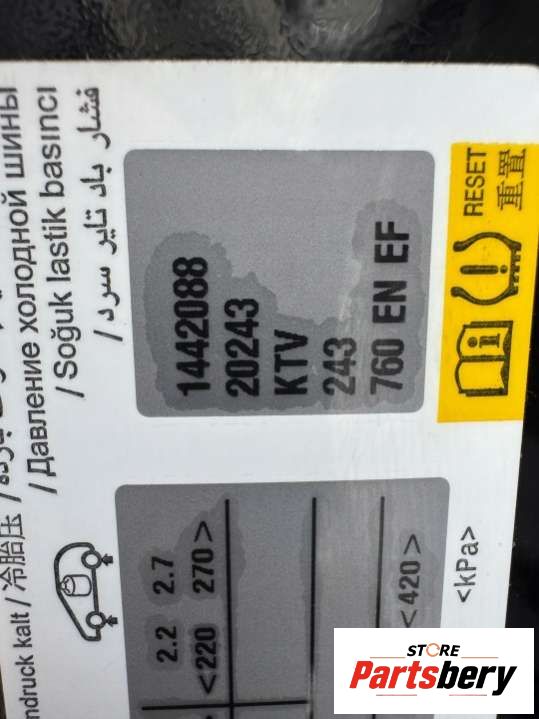 ndruck kalt / 冷胎压 /
/ Давление холодной шины
/ Soğuk lastik basıncı
/ فشار باد تایر سرد
1442088
20243
KTV
243
760 EN EF
RESET
重置
i
2.2 2.7
<220 270>
<420>
<kPa>
STORE
Partsbery